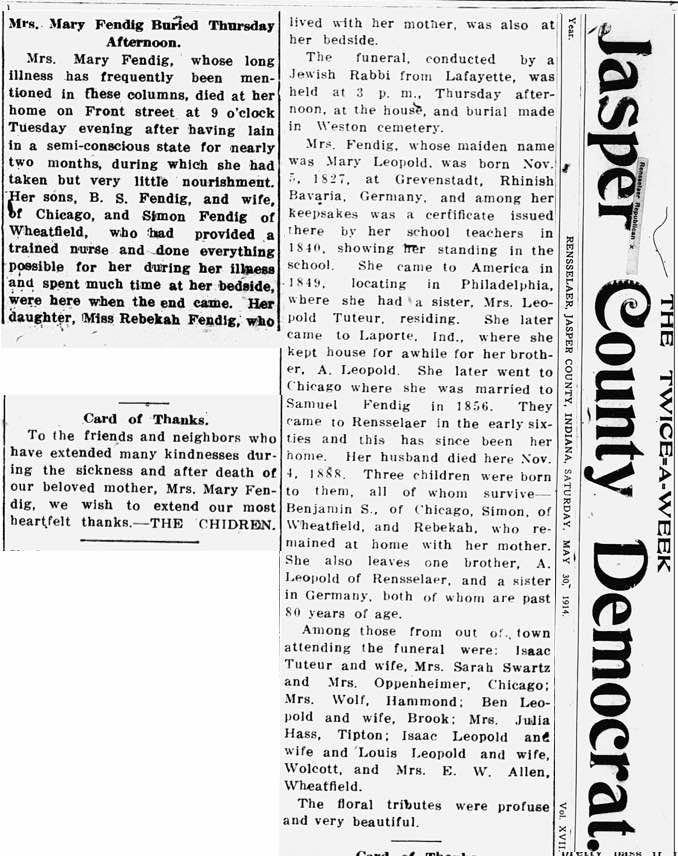 Mrs. Mary Fendig Buried Thursday
Afternoon.
Mrs. Mary Fendig, whose long
illness has frequently been men-
tioned in these columns, died at her
home on Front street at 9 o'clock
Tuesday evening after having lain
in a semi-conscious state for nearly
two months, during which she had
taken but very little nourishment.
Her sons, B. S. Fendig, and wife,
of Chicago, and Simon Fendig of
Wheatfield, who had provided a
trained nurse and done everything
possible for her during her illness
and spent much time at her bedside,
were here when the end came. Her
daughter, Miss Rebekah Fendig, who
lived with her mother, was also at
her bedside.
The funeral, conducted by a
Jewish Rabbi from Lafayette, was
held at 3 p. m., Thursday after-
noon, at the house, and burial made
in Weston cemetery.
Mrs. Fendig, whose maiden name
was Mary Leopold, was born Nov.
5, 1827, at Grevenstadt, Rhinish
Bavaria, Germany, and among her
keepsakes was a certificate issued
there by her school teachers in
1840, showing her standing in the
school. She came to America in
1849, locating in Philadelphia,
where she had a sister, Mrs. Leo-
pold Tuteur, residing. She later
came to Laporte, Ind., where she
kept house for awhile for her broth-
er, A. Leopold. She later went to
Chicago where she was married to
Samuel Fendig in 1856. They
came to Rensselaer in the early six-
ties and this has since been her
home. Her husband died here Nov.
4, 1888. Three children were born
to them, all of whom survive—
Benjamin S., of Chicago, Simon, of
Wheatfield, and Rebekah, who re-
mained at home with her mother.
She also leaves one brother, A.
Leopold of Rensselaer, and a sister
in Germany, both of whom are past
80 years of age.
Among those from out of town
attending the funeral were: Isaac
Tuteur and wife, Mrs. Sarah Swartz
and Mrs. Oppenheimer, Chicago;
Mrs. Wolf, Hammond; Ben Leo-
pold and wife, Brook; Mrs. Julia
Hass, Tipton; Isaac Leopold and
wife and Louis Leopold and wife,
Wolcott, and Mrs. E. W. Allen,
Wheatfield.
The floral tributes were profuse
and very beautiful.
Card of Thanks.
To the friends and neighbors who
have extended many kindnesses dur-
ing the sickness and after death of
our beloved mother, Mrs. Mary Fen-
dig, we wish to extend our most
heartfelt thanks.—THE CHIDREN.
THE TWICE-A-WEEK
Jasper County Democrat.
Rensselaer Republican
Year.
RENSSELAER, JASPER COUNTY, INDIANA, SATURDAY, MAY 30, 1914.
Vol. XVII.